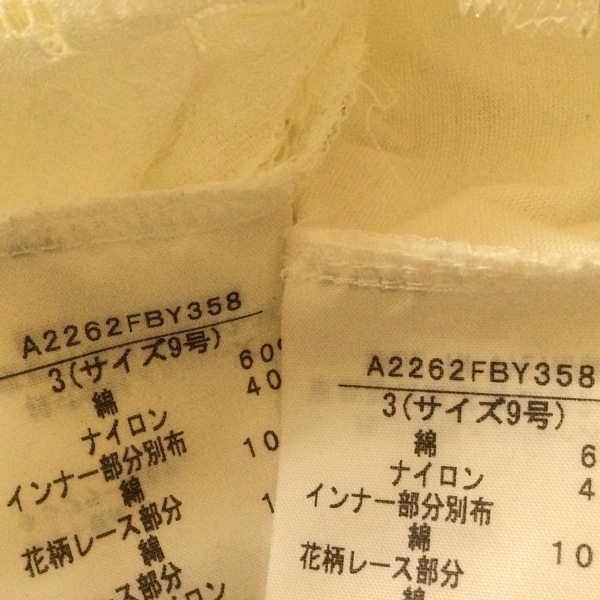 A2262FBY358
3(サイズ9号)
綿 60
ナイロン 40
インナー部分別布
綿 10
花柄レース部分
綿 1
A2262FBY358
3(サイズ9号)
綿 6
ナイロン 4
インナー部分別布
綿 10
花柄レース部分
綿